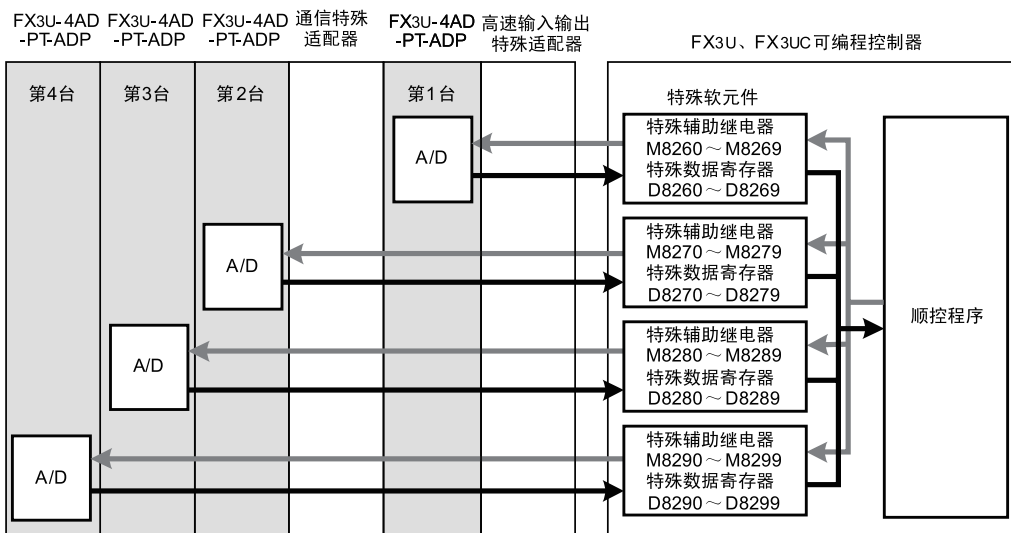 FX3U-4AD
-PT-ADP
FX3U-4AD
-PT-ADP
FX3U-4AD
-PT-ADP
通信特殊
适配器
FX3U-4AD
-PT-ADP
高速输入输出
特殊适配器
FX3U、FX3UC可编程控制器
第4台
第3台
第2台
第1台
特殊软元件
A/D
特殊辅助继电器
M8260～M8269
特殊数据寄存器
D8260～D8269
A/D
特殊辅助继电器
M8270～M8279
特殊数据寄存器
D8270～D8279
顺控程序
A/D
特殊辅助继电器
M8280～M8289
特殊数据寄存器
D8280～D8289
A/D
特殊辅助继电器
M8290～M8299
特殊数据寄存器
D8290～D8299